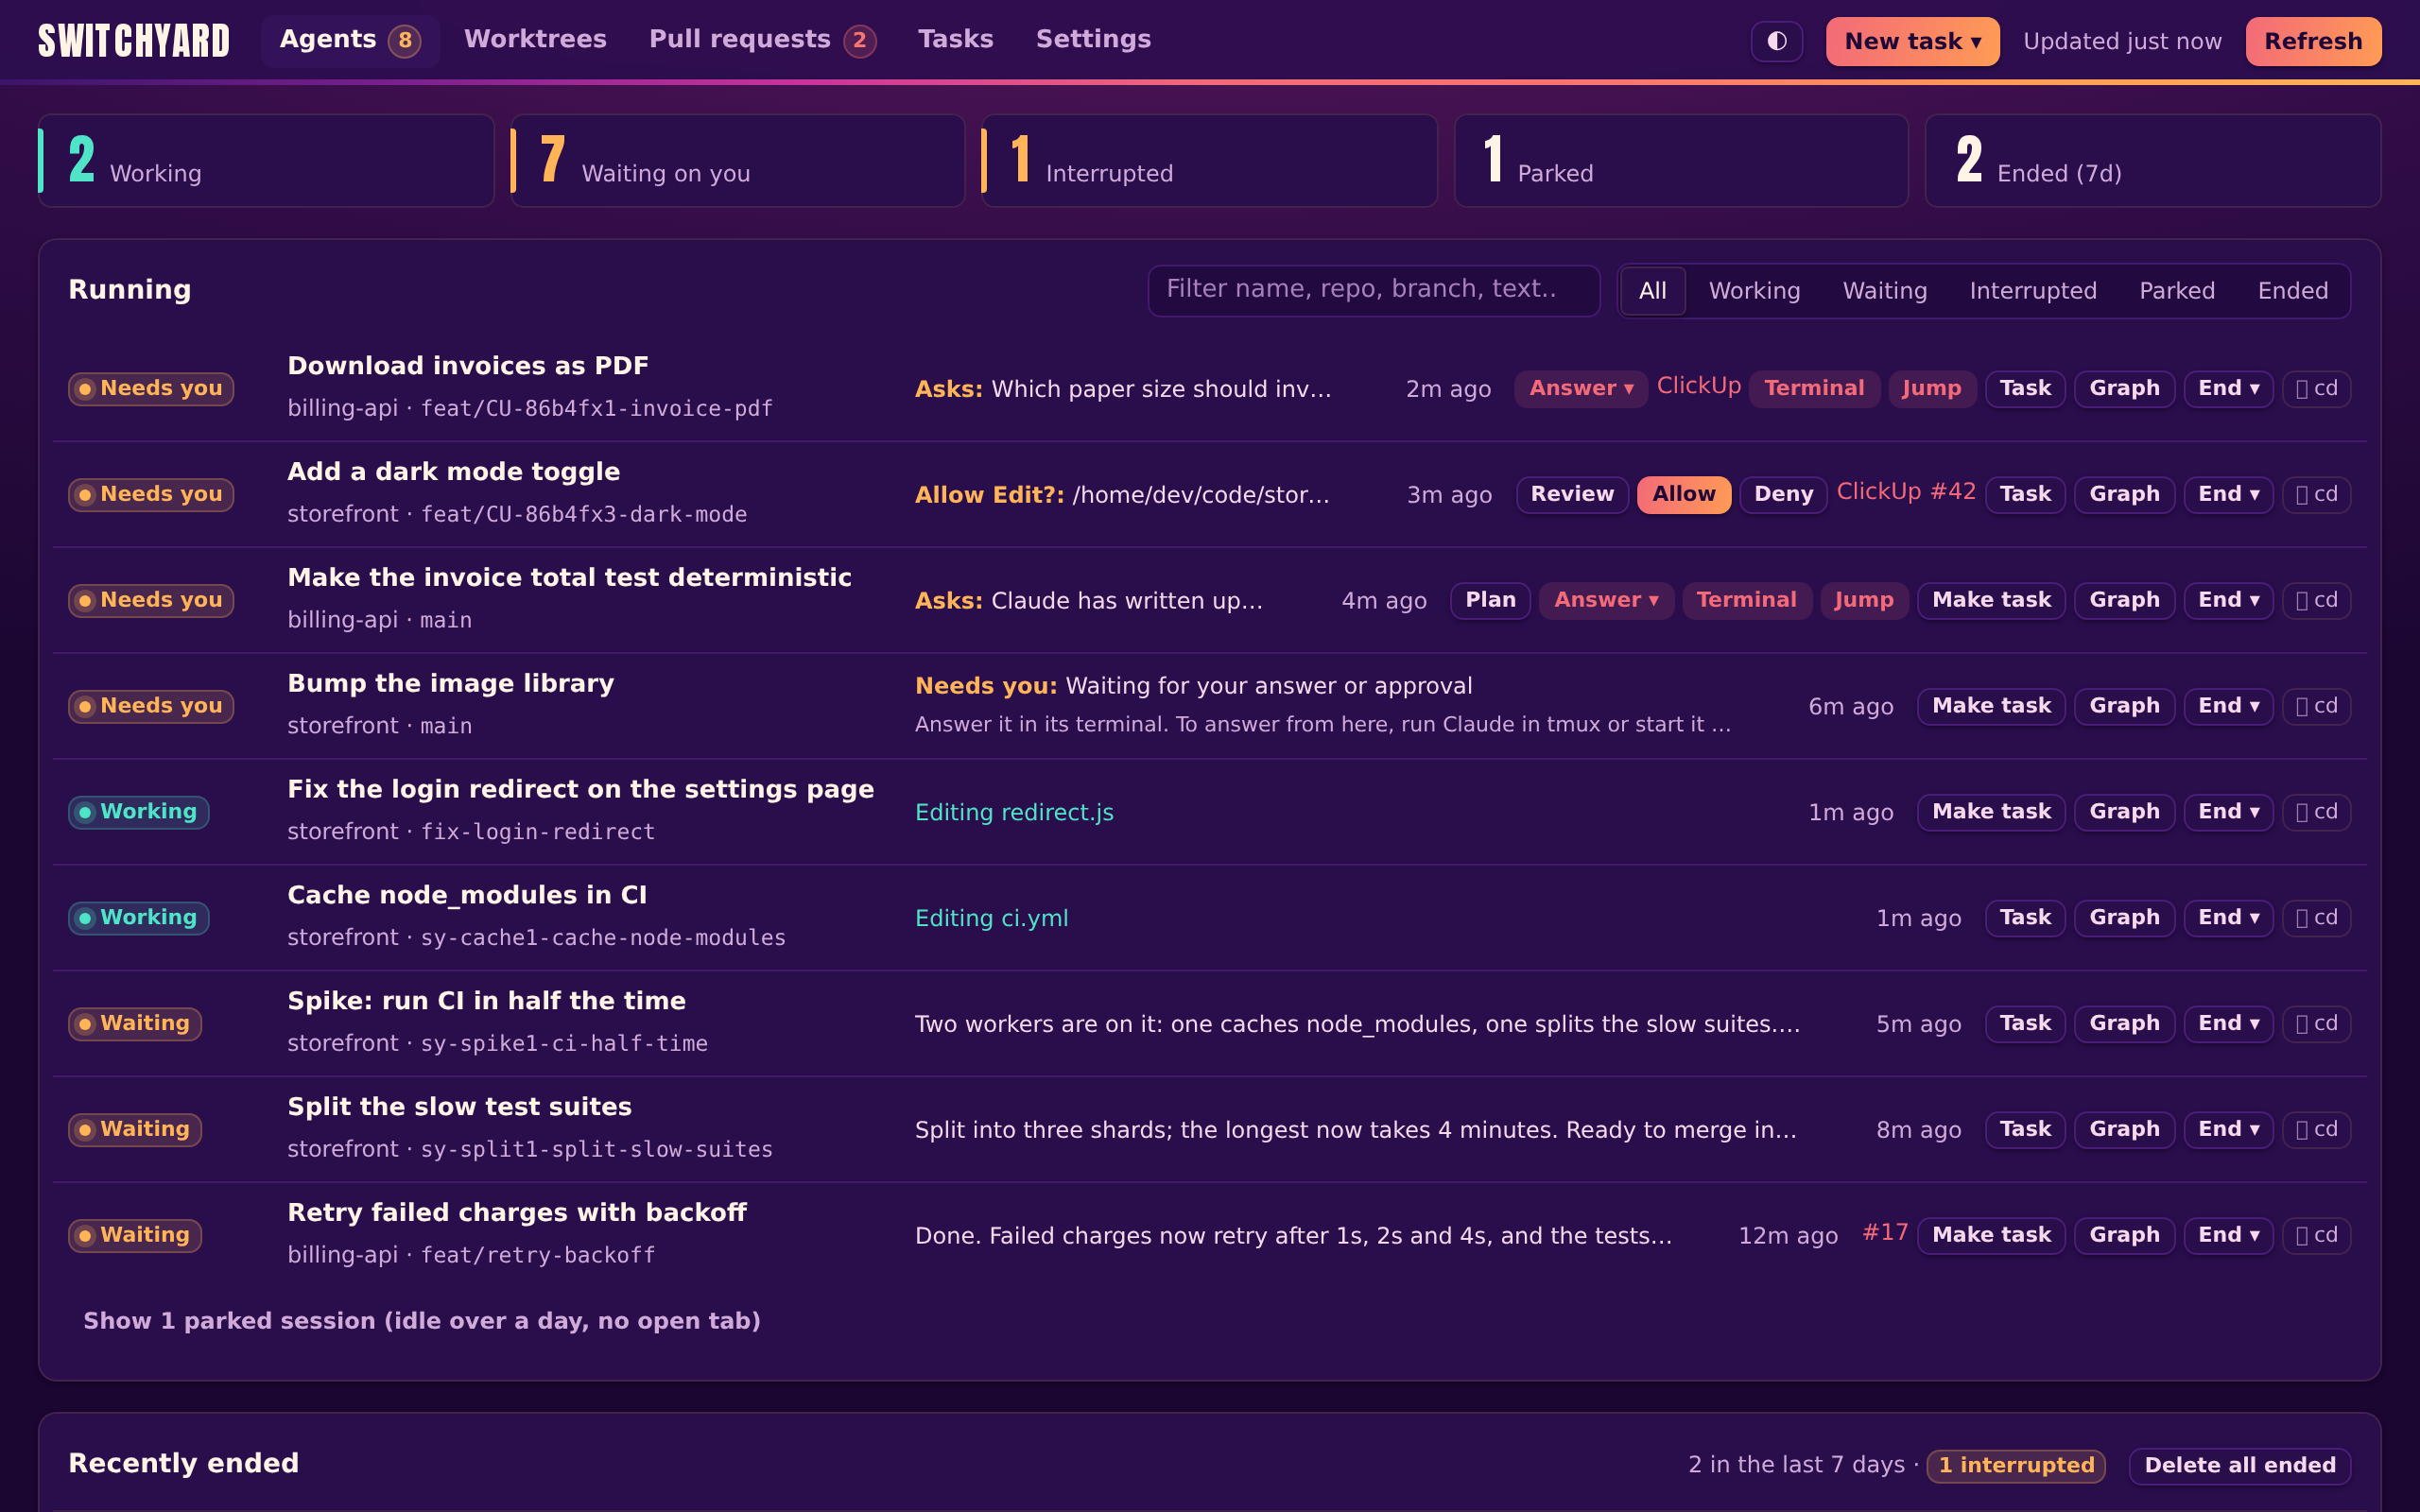 SWITCHYARD Agents 8 Worktrees Pull requests 2 Tasks Settings New task ▾ Updated just now Refresh
2 Working 7 Waiting on you 1 Interrupted 1 Parked 2 Ended (7d)
Running Filter name, repo, branch, text.. All Working Waiting Interrupted Parked Ended
Needs you Download invoices as PDF
billing-api · feat/CU-86b4fx1-invoice-pdf
Asks: Which paper size should inv… 2m ago Answer ▾ ClickUp Terminal Jump Task Graph End ▾ cd
Needs you Add a dark mode toggle
storefront · feat/CU-86b4fx3-dark-mode
Allow Edit?: /home/dev/code/stor… 3m ago Review Allow Deny ClickUp #42 Task Graph End ▾ cd
Needs you Make the invoice total test deterministic
billing-api · main
Asks: Claude has written up… 4m ago Plan Answer ▾ Terminal Jump Make task Graph End ▾ cd
Needs you Bump the image library
storefront · main
Needs you: Waiting for your answer or approval
Answer it in its terminal. To answer from here, run Claude in tmux or start it …
6m ago Make task Graph End ▾ cd
Working Fix the login redirect on the settings page
storefront · fix-login-redirect
Editing redirect.js 1m ago Make task Graph End ▾ cd
Working Cache node_modules in CI
storefront · sy-cache1-cache-node-modules
Editing ci.yml 1m ago Task Graph End ▾ cd
Waiting Spike: run CI in half the time
storefront · sy-spike1-ci-half-time
Two workers are on it: one caches node_modules, one splits the slow suites.… 5m ago Task Graph End ▾ cd
Waiting Split the slow test suites
storefront · sy-split1-split-slow-suites
Split into three shards; the longest now takes 4 minutes. Ready to merge in… 8m ago Task Graph End ▾ cd
Waiting Retry failed charges with backoff
billing-api · feat/retry-backoff
Done. Failed charges now retry after 1s, 2s and 4s, and the tests… 12m ago #17 Make task Graph End ▾ cd
Show 1 parked session (idle over a day, no open tab)
Recently ended 2 in the last 7 days · 1 interrupted Delete all ended